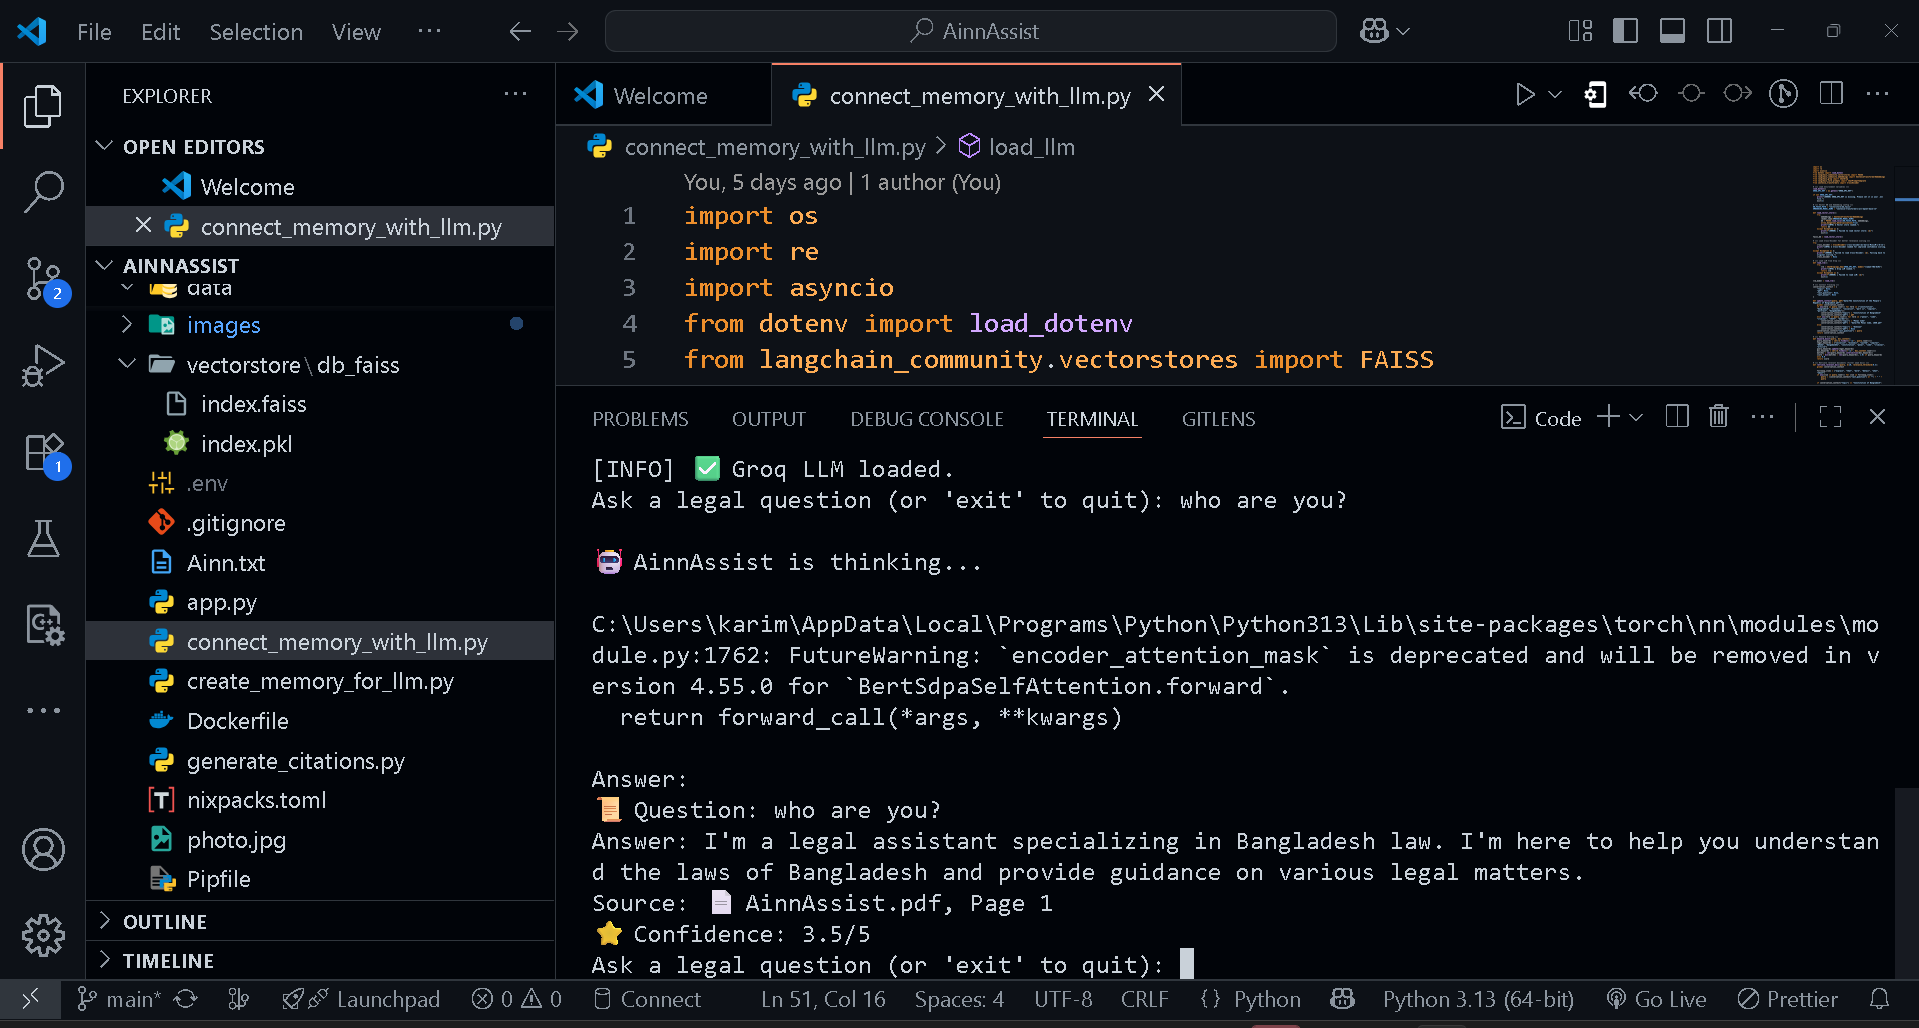 File Edit Selection View ···
AinnAssist
EXPLORER
OPEN EDITORS
Welcome
connect_memory_with_llm.py
AINNASSIST
data
images
vectorstore \ db_faiss
index.faiss
index.pkl
.env
.gitignore
Ainn.txt
app.py
connect_memory_with_llm.py
create_memory_for_llm.py
Dockerfile
generate_citations.py
nixpacks.toml
photo.jpg
Pipfile
OUTLINE
TIMELINE
2
1
Welcome
connect_memory_with_llm.py
connect_memory_with_llm.py > load_llm
You, 5 days ago | 1 author (You)
1 import os
2 import re
3 import asyncio
4 from dotenv import load_dotenv
5 from langchain_community.vectorstores import FAISS
PROBLEMS OUTPUT DEBUG CONSOLE TERMINAL GITLENS
Code
[INFO] ✅ Groq LLM loaded.
Ask a legal question (or 'exit' to quit): who are you?
🤖 AinnAssist is thinking...
C:\Users\karim\AppData\Local\Programs\Python\Python313\Lib\site-packages\torch\nn\modules\mo
dule.py:1762: FutureWarning: `encoder_attention_mask` is deprecated and will be removed in v
ersion 4.55.0 for `BertSdpaSelfAttention.forward`.
return forward_call(*args, **kwargs)
Answer:
📜 Question: who are you?
Answer: I'm a legal assistant specializing in Bangladesh law. I'm here to help you understan
d the laws of Bangladesh and provide guidance on various legal matters.
Source: 📄 AinnAssist.pdf, Page 1
⭐ Confidence: 3.5/5
Ask a legal question (or 'exit' to quit):
main* Launchpad 0 0 Connect Ln 51, Col 16 Spaces: 4 UTF-8 CRLF {} Python Python 3.13 (64-bit) Go Live Prettier